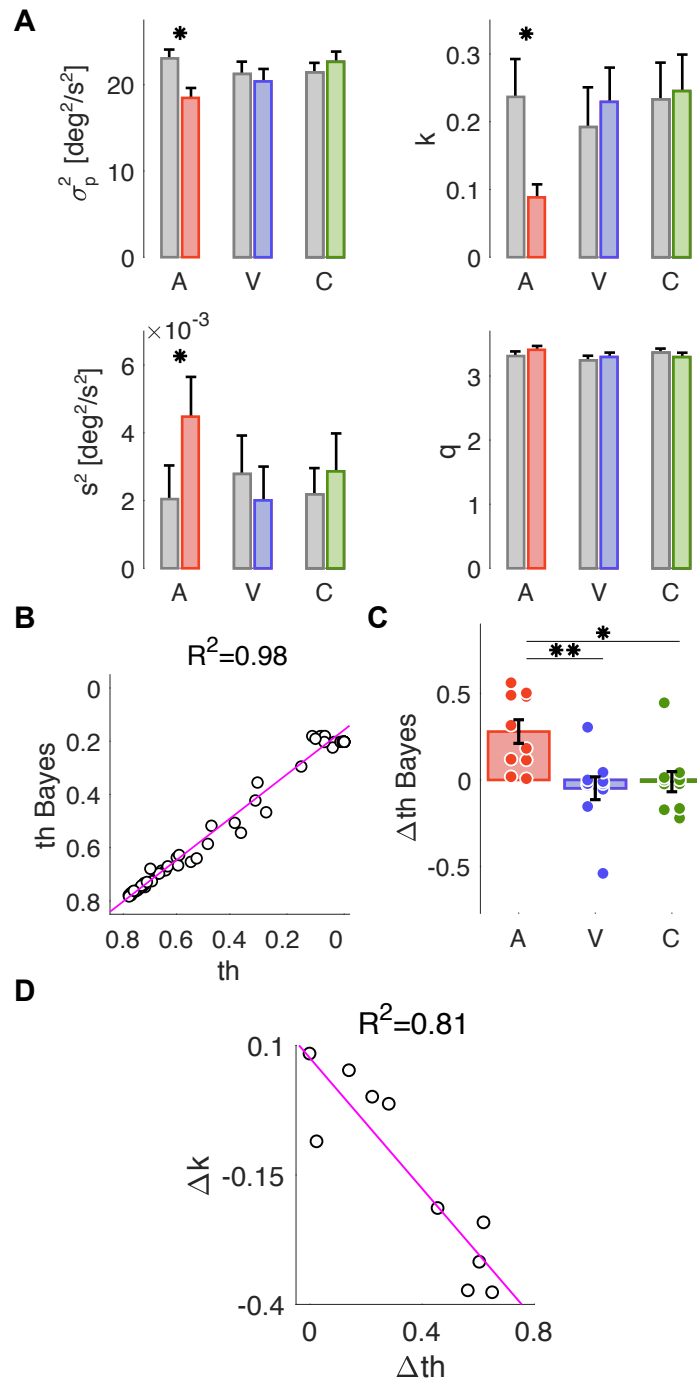 A
σp² [deg²/s²]
20
10
0
A V C
k
0.3
0.2
0.1
0
A V C
×10⁻³
s² [deg²/s²]
6
4
2
0
A V C
q
3
2
1
0
A V C
B
R²=0.98
th Bayes
0
0.2
0.4
0.6
0.8
0.8 0.6 0.4 0.2 0
th
C
* 
**
Δth Bayes
0.5
0
-0.5
A V C
D
R²=0.81
Δk
0.1
-0.15
-0.4
0 0.4 0.8
Δth